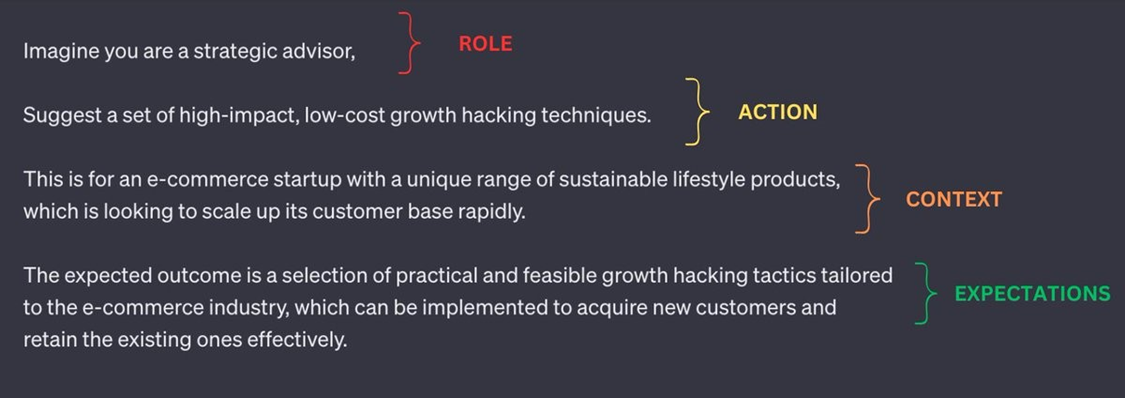 Imagine you are a strategic advisor,
ROLE
Suggest a set of high-impact, low-cost growth hacking techniques.
ACTION
This is for an e-commerce startup with a unique range of sustainable lifestyle products,
which is looking to scale up its customer base rapidly.
CONTEXT
The expected outcome is a selection of practical and feasible growth hacking tactics tailored
to the e-commerce industry, which can be implemented to acquire new customers and
retain the existing ones effectively.
EXPECTATIONS